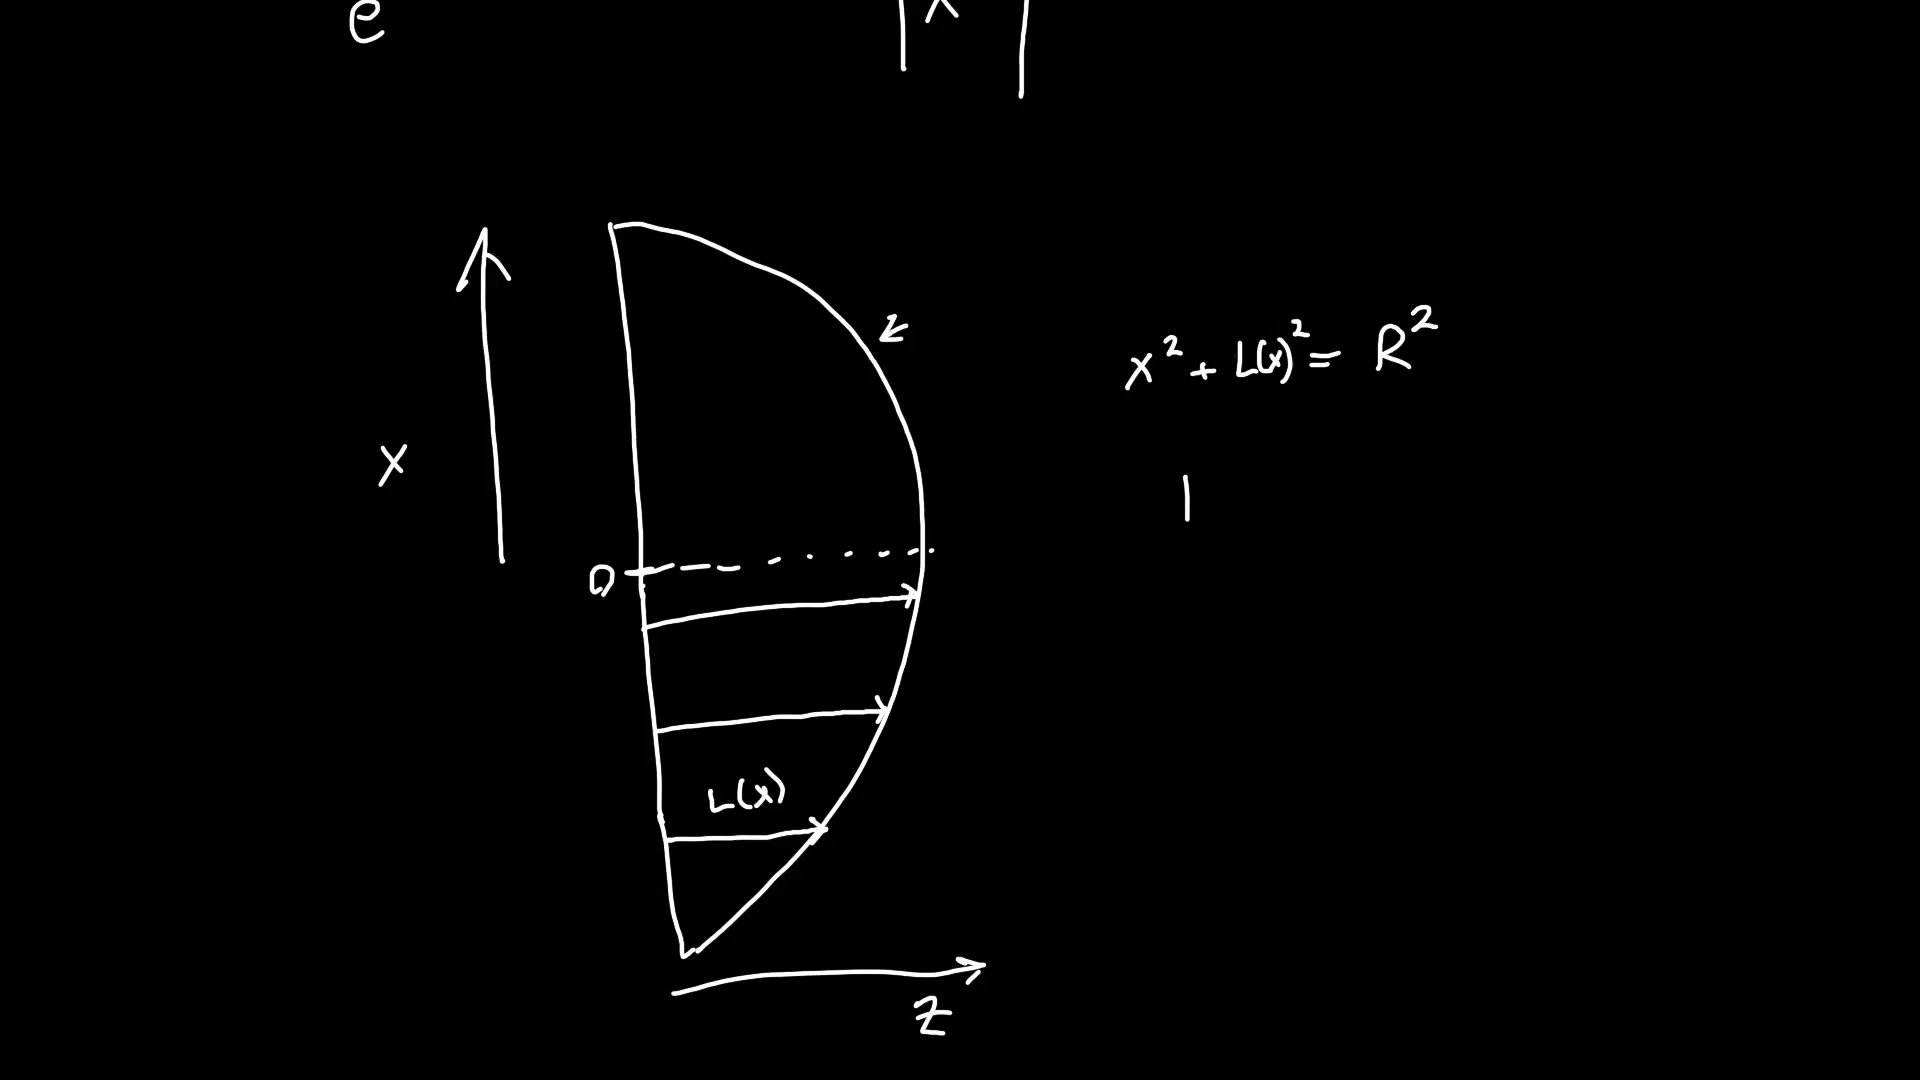 e |x|
x² + L(x)² = R²
x
0
L(x)
z